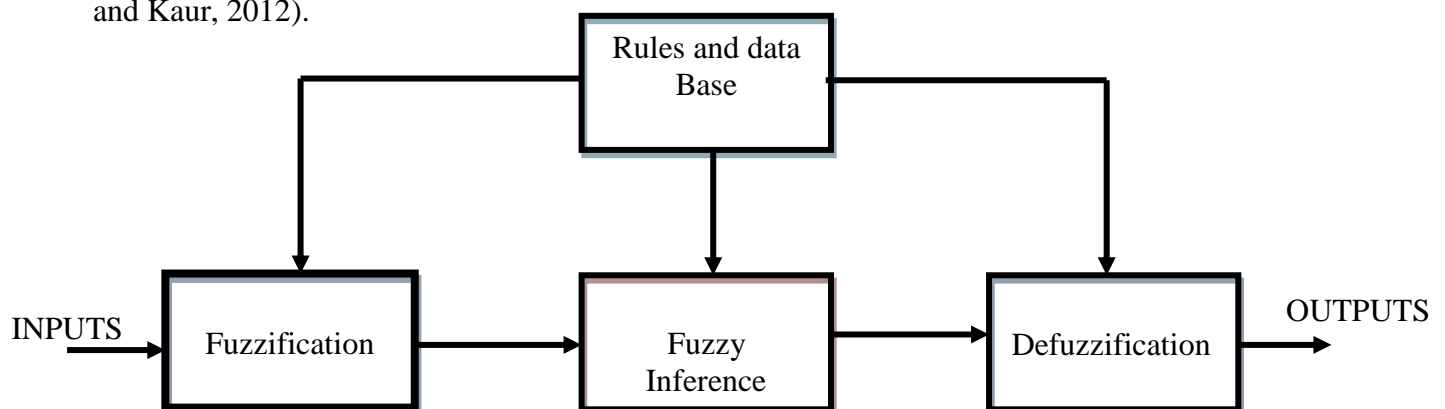 and Kaur, 2012).
Rules and data
Base
INPUTS
Fuzzification
Fuzzy
Inference
Defuzzification
OUTPUTS